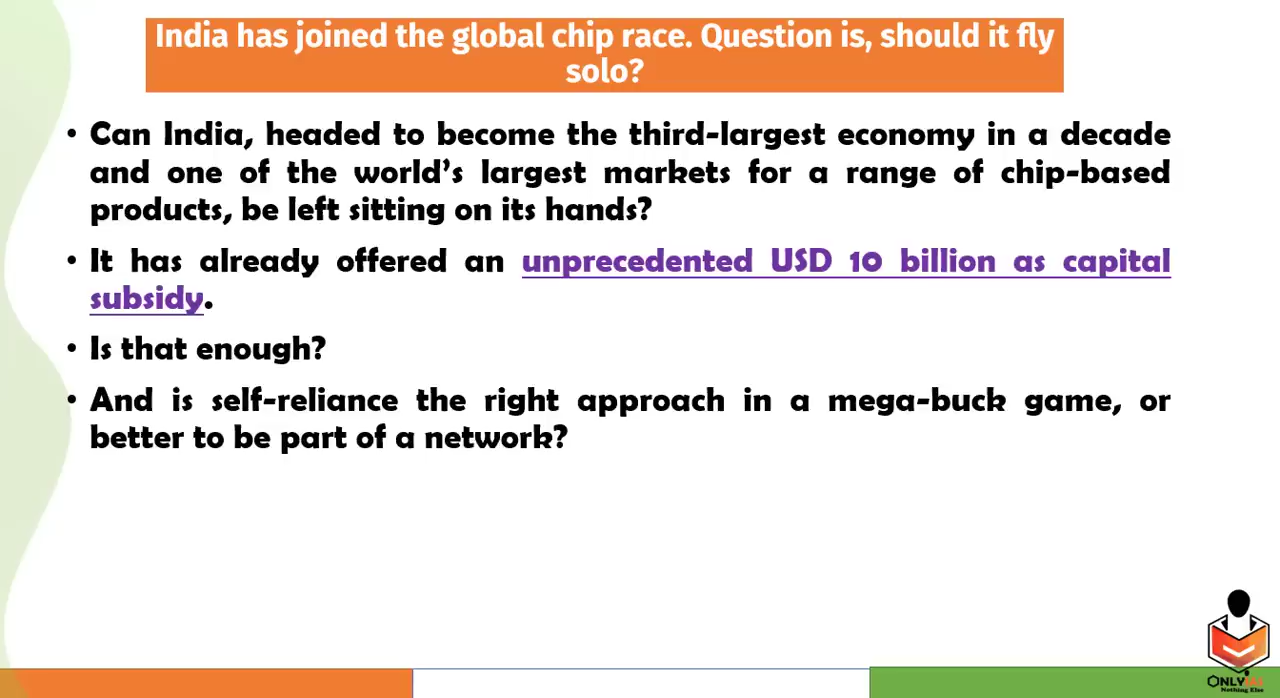 India has joined the global chip race. Question is, should it fly
solo?
• Can India, headed to become the third-largest economy in a decade
and one of the world’s largest markets for a range of chip-based
products, be left sitting on its hands?
• It has already offered an unprecedented USD 10 billion as capital
subsidy.
• Is that enough?
• And is self-reliance the right approach in a mega-buck game, or
better to be part of a network?
ONLYIAS
Nothing Else